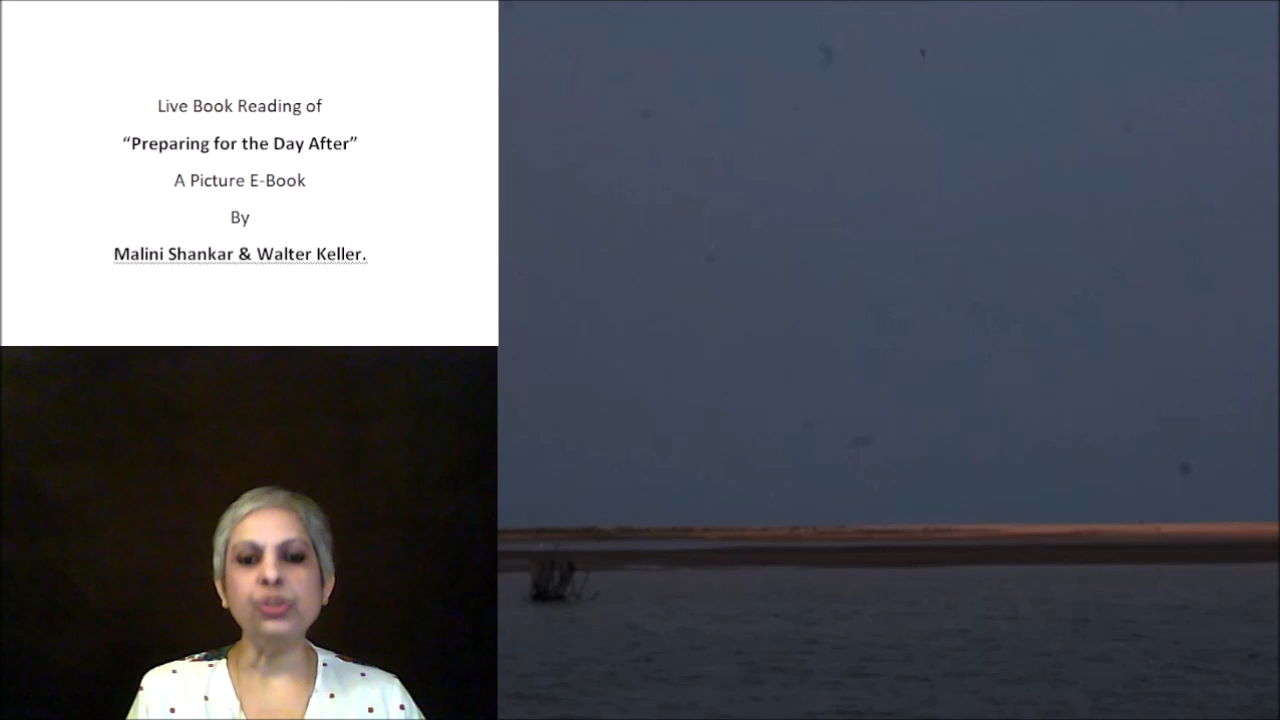 Live Book Reading of
“Preparing for the Day After”
A Picture E-Book
By
Malini Shankar & Walter Keller.